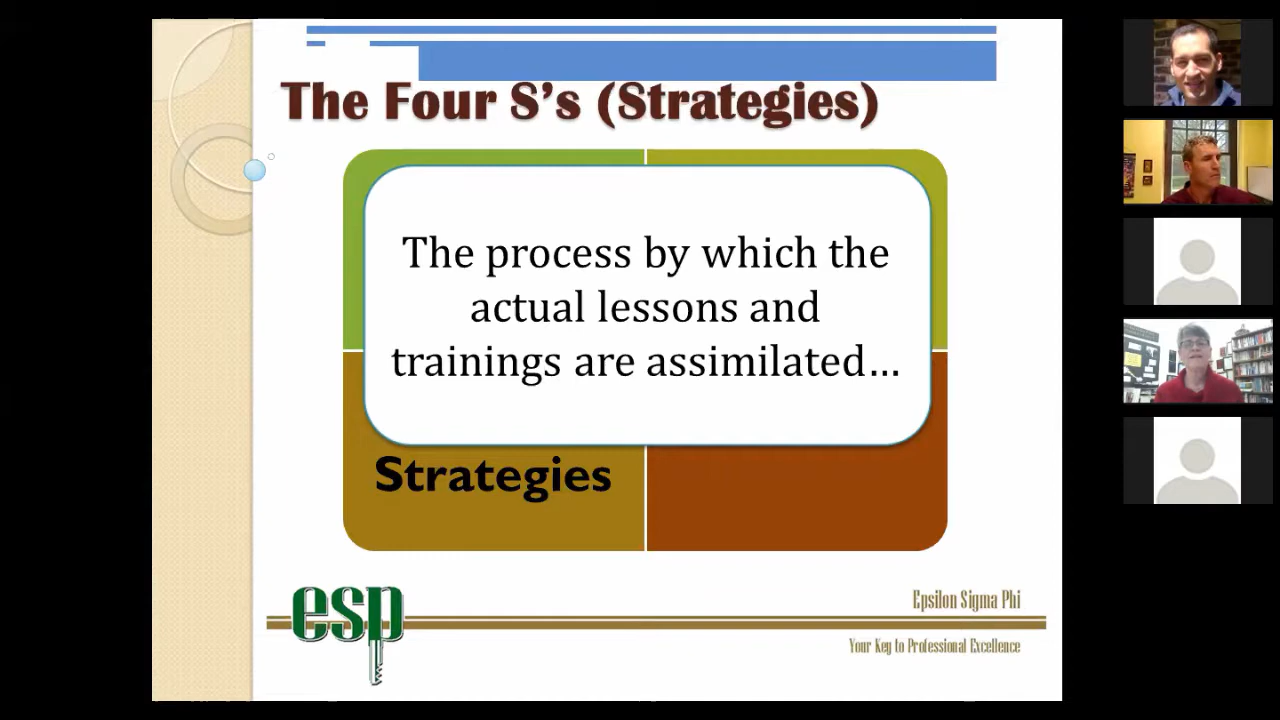 The Four S's (Strategies)
The process by which the
actual lessons and
trainings are assimilated…
Strategies
esp
Epsilon Sigma Phi
Your Key to Professional Excellence